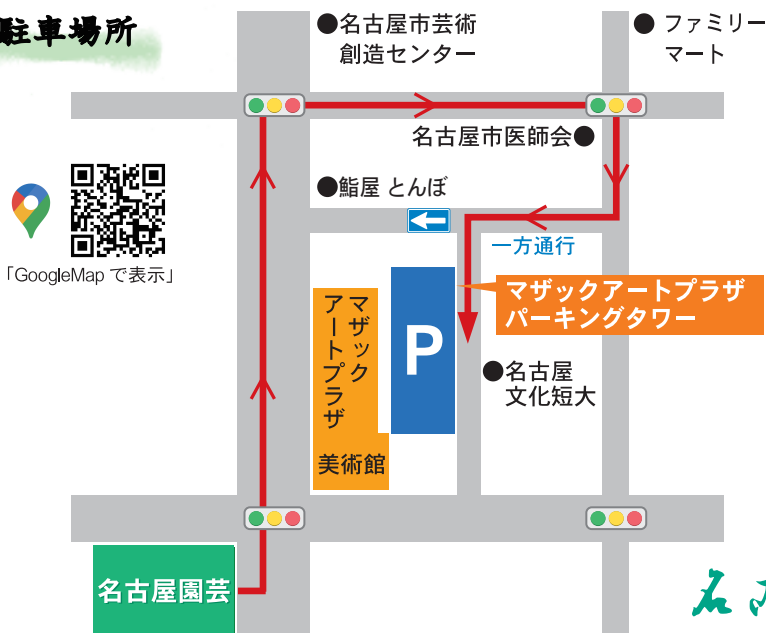 駐車場所
●名古屋市芸術
創造センター
● ファミリー
マート
名古屋市医師会●
●鮨屋 とんぼ
「GoogleMap で表示」
一方通行
マザックアートプラザ
パーキングタワー
マザック
アートプラザ
P
美術館
●名古屋
文化短大
名古屋園芸
名